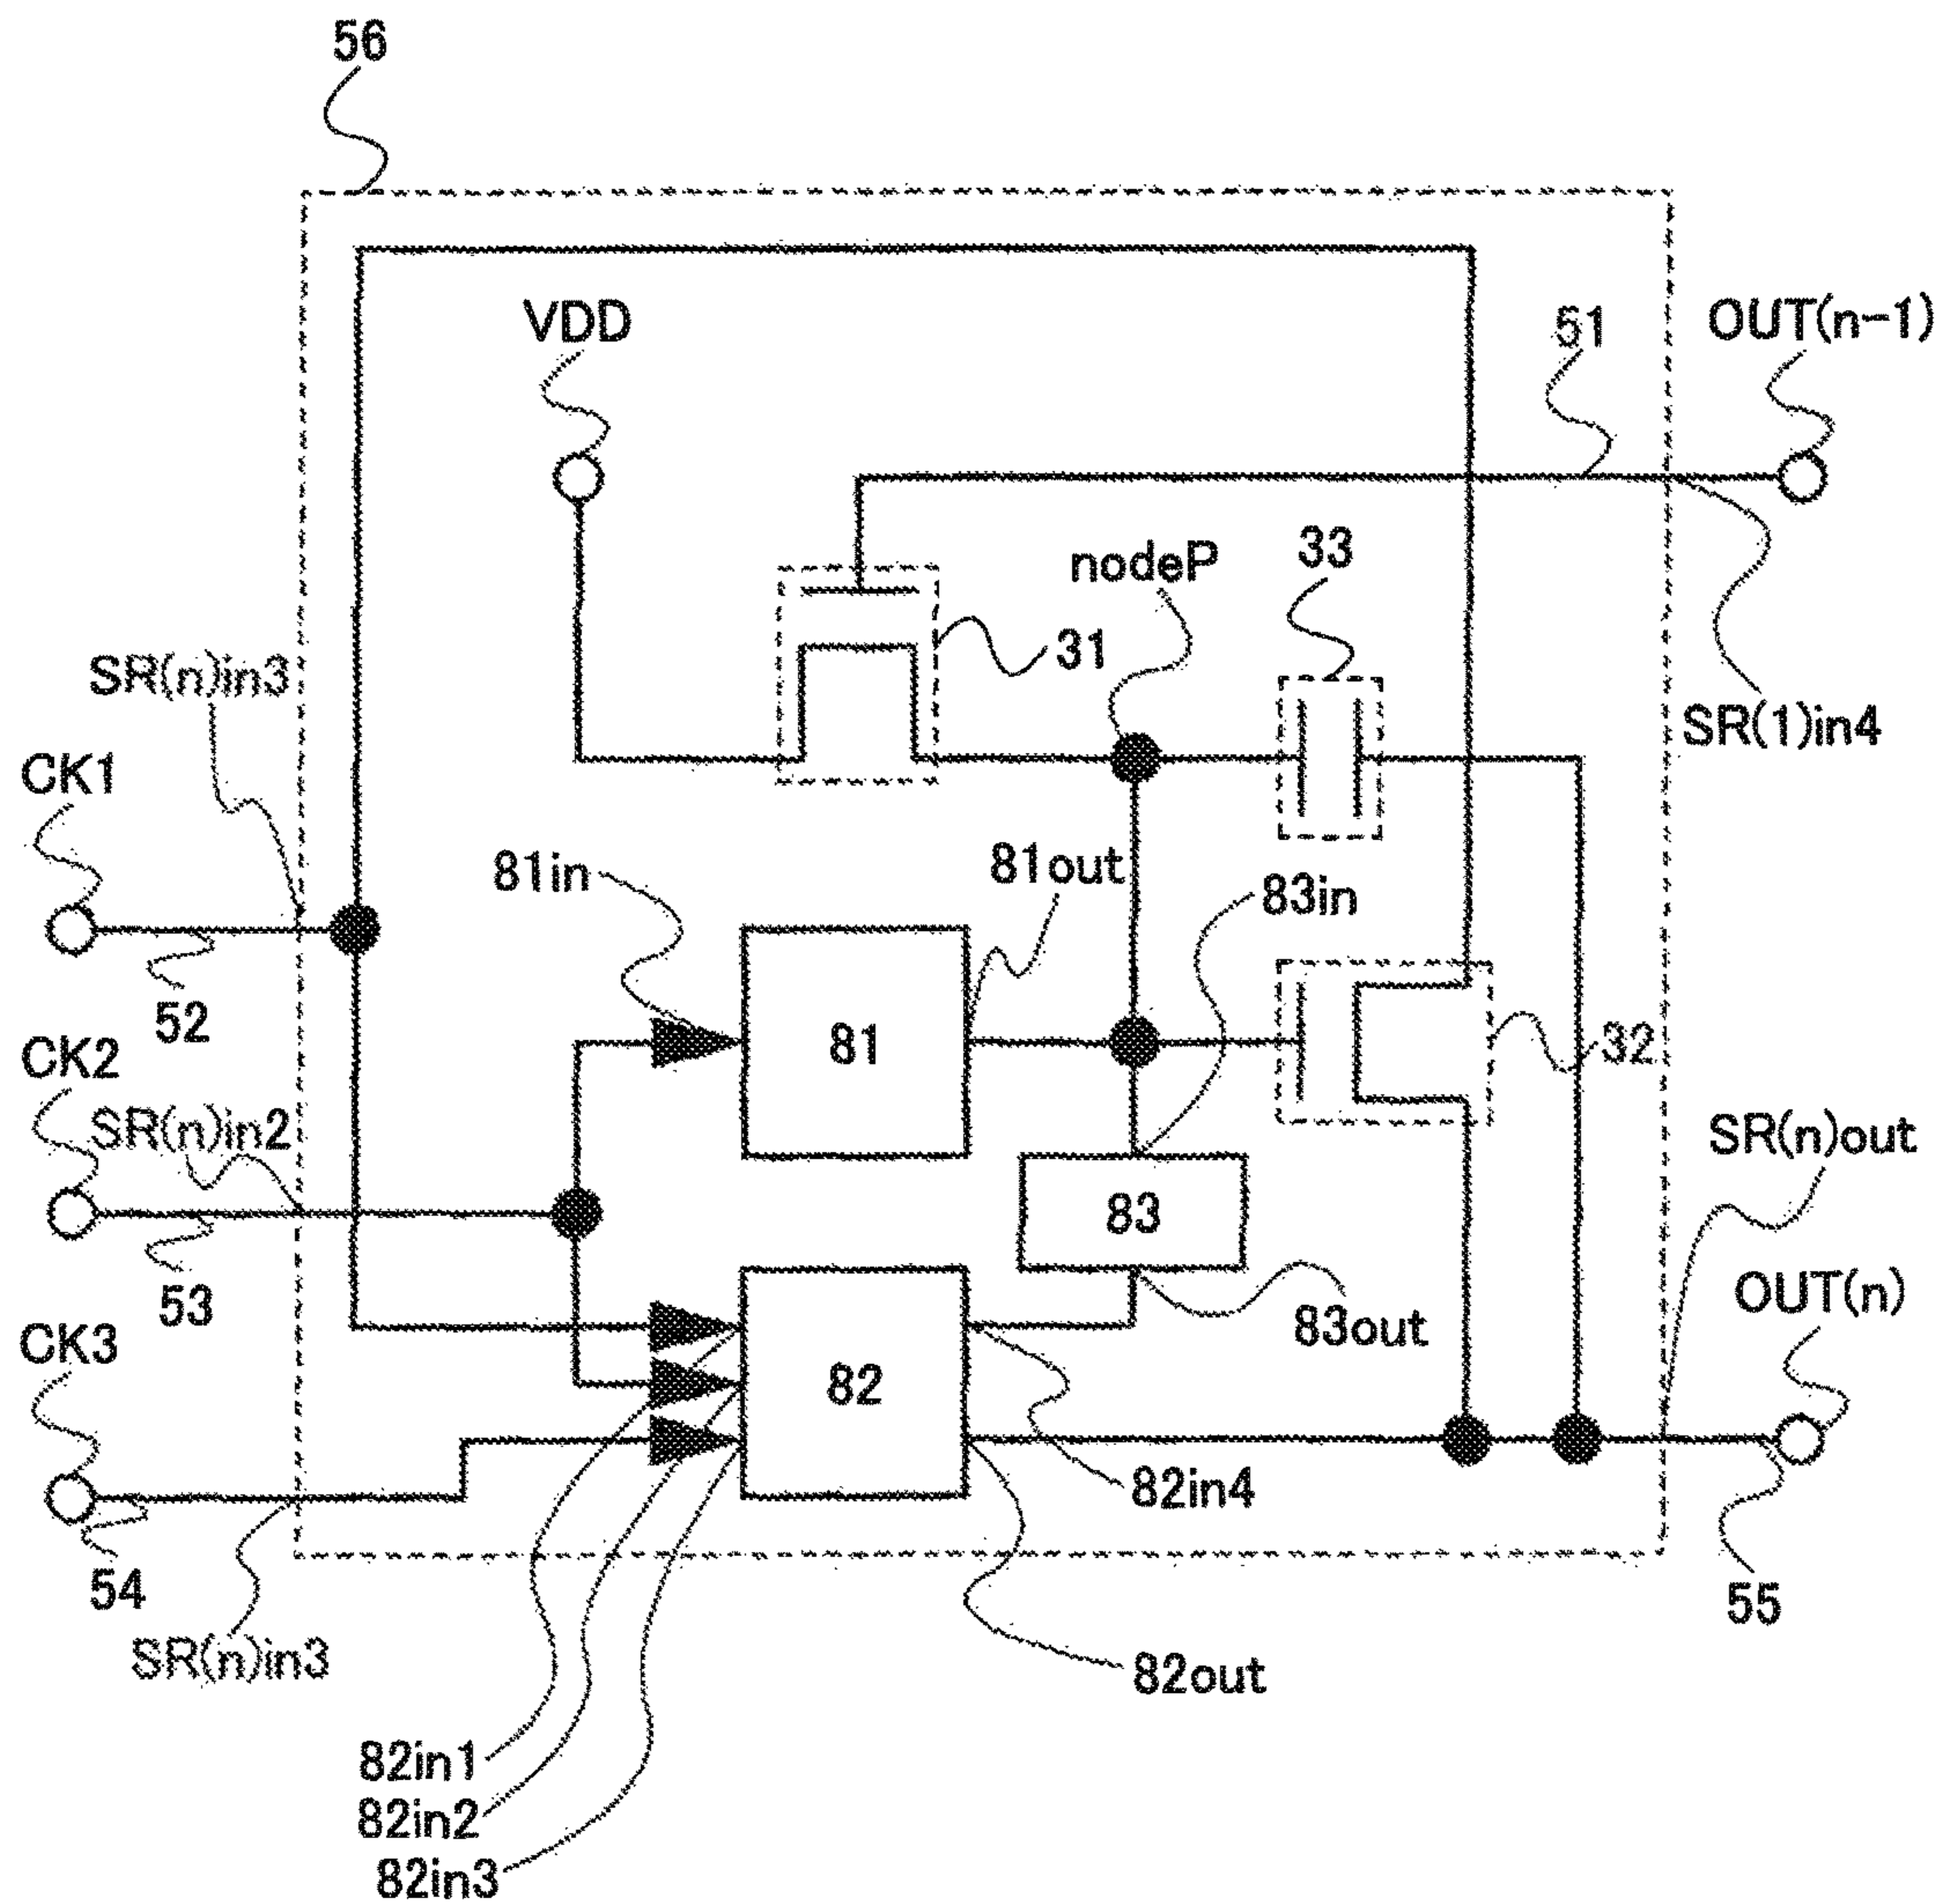 56
VDD
51
OUT(n-1)
33
nodeP
31
SR(n)in3
SR(1)in4
CK1
81in
81out
83in
81
52
32
CK2
SR(n)in2
SR(n)out
83
53
OUT(n)
83out
CK3
82
82in4
54
55
SR(n)in3
82out
82in1
82in2
82in3